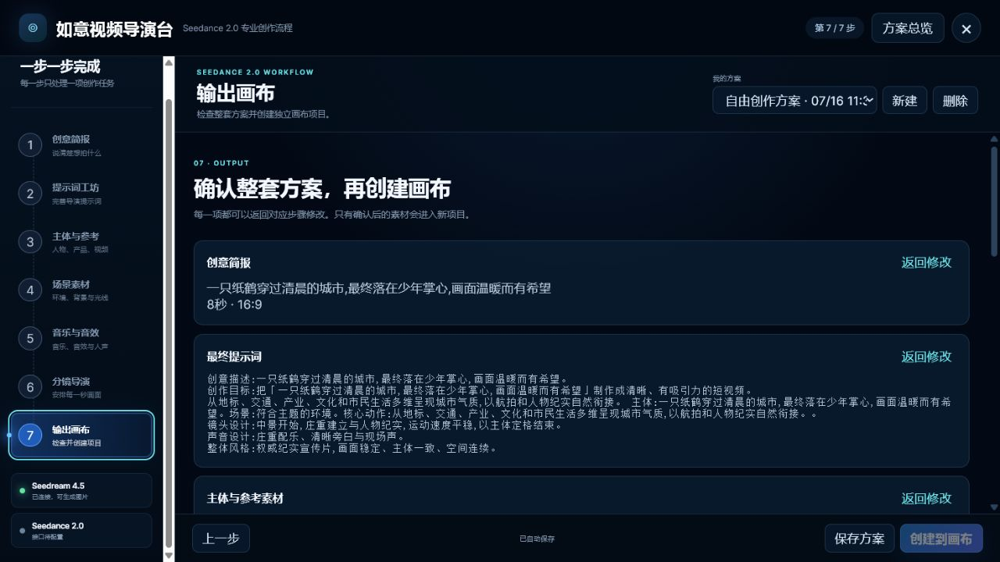 如意视频导演台
Seedance 2.0 专业创作流程
第 7 / 7 步
方案总览
一步一步完成
每一步只处理一项创作任务
1
创意简报
说清楚想拍什么
2
提示词工坊
完善导演提示词
3
主体与参考
人物、产品、视频
4
场景素材
环境、背景与光线
5
音乐与音效
音乐、音效与人声
6
分镜导演
安排每一秒画面
7
输出画布
检查并创建项目
Seedream 4.5
已连接，可生成图片
Seedance 2.0
接口待配置
SEEDANCE 2.0 WORKFLOW
输出画布
检查整套方案并创建独立画布项目。
我的方案
自由创作方案 · 07/16 11:
新建
删除
07 · OUTPUT
确认整套方案，再创建画布
每一项都可以返回对应步骤修改。只有确认后的素材会进入新项目。
创意简报
返回修改
一只纸鹤穿过清晨的城市,最终落在少年掌心,画面温暖而有希望
8秒 · 16:9
最终提示词
返回修改
创意描述:一只纸鹤穿过清晨的城市,最终落在少年掌心,画面温暖而有希望。
创作目标:把「一只纸鹤穿过清晨的城市,最终落在少年掌心,画面温暖而有希望」制作成清晰、有吸引力的短视频。
从地标、交通、产业、文化和市民生活多维呈现城市气质,以航拍和人物纪实自然衔接。 主体:一只纸鹤穿过清晨的城市,最终落在少年掌心,画面温暖而有希
望。场景:符合主题的环境。核心动作:从地标、交通、产业、文化和市民生活多维呈现城市气质,以航拍和人物纪实自然衔接。。
镜头设计:中景开始,庄重建立与人物纪实,运动速度平稳,以主体定格结束。
声音设计:庄重配乐、清晰旁白与现场声。
整体风格:权威纪实宣传片,画面稳定、主体一致、空间连续。
主体与参考素材
返回修改
上一步
已自动保存
保存方案
创建到画布